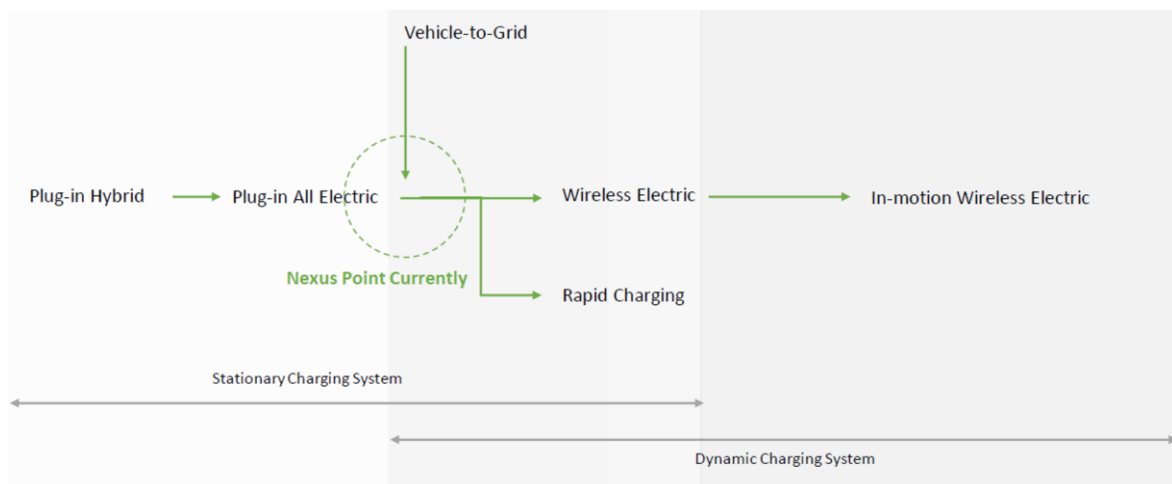 Vehicle-to-Grid
Plug-in Hybrid
Plug-in All Electric
Wireless Electric
In-motion Wireless Electric
Nexus Point Currently
Rapid Charging
Stationary Charging System
Dynamic Charging System